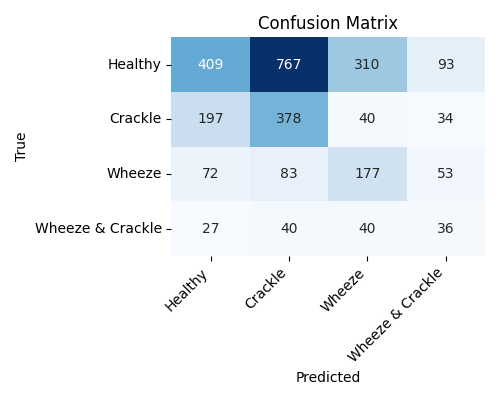 Confusion Matrix
True
Healthy 409 767 310 93
Crackle 197 378 40 34
Wheeze 72 83 177 53
Wheeze & Crackle 27 40 40 36
Healthy Crackle Wheeze Wheeze & Crackle
Predicted